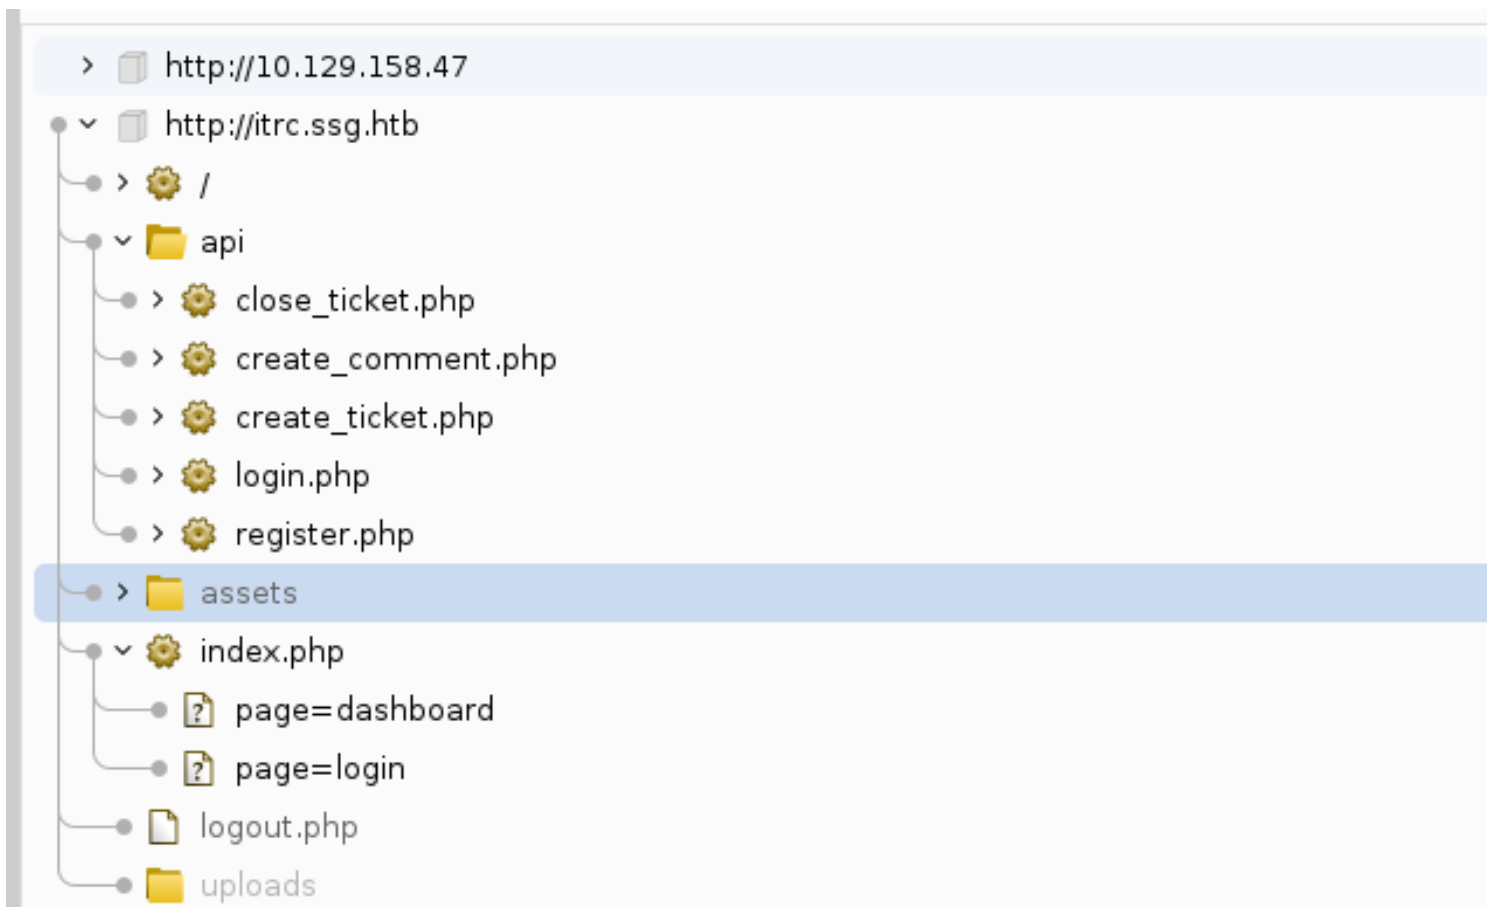 http://10.129.158.47
http://itrc.ssg.htb
/
api
close_ticket.php
create_comment.php
create_ticket.php
login.php
register.php
assets
index.php
page=dashboard
page=login
logout.php
uploads